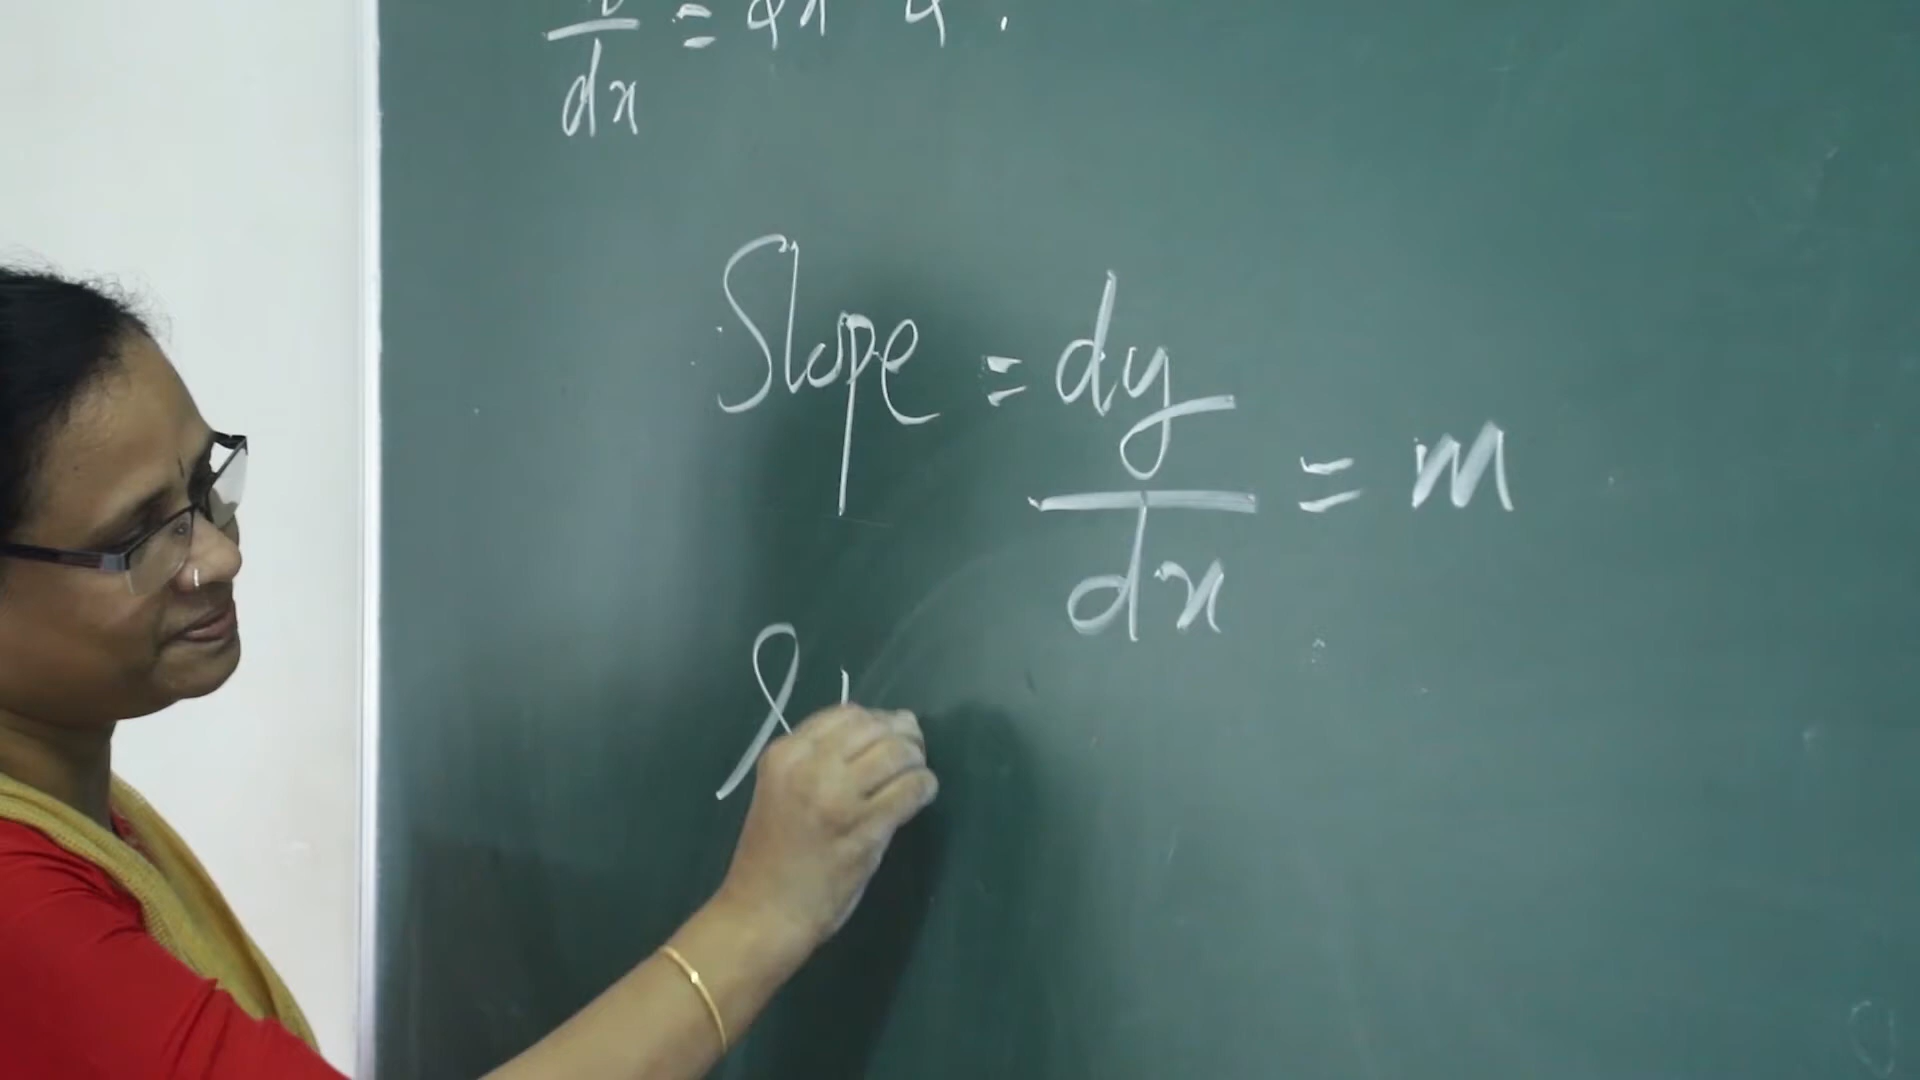 dx
Slope = dy/dx = m